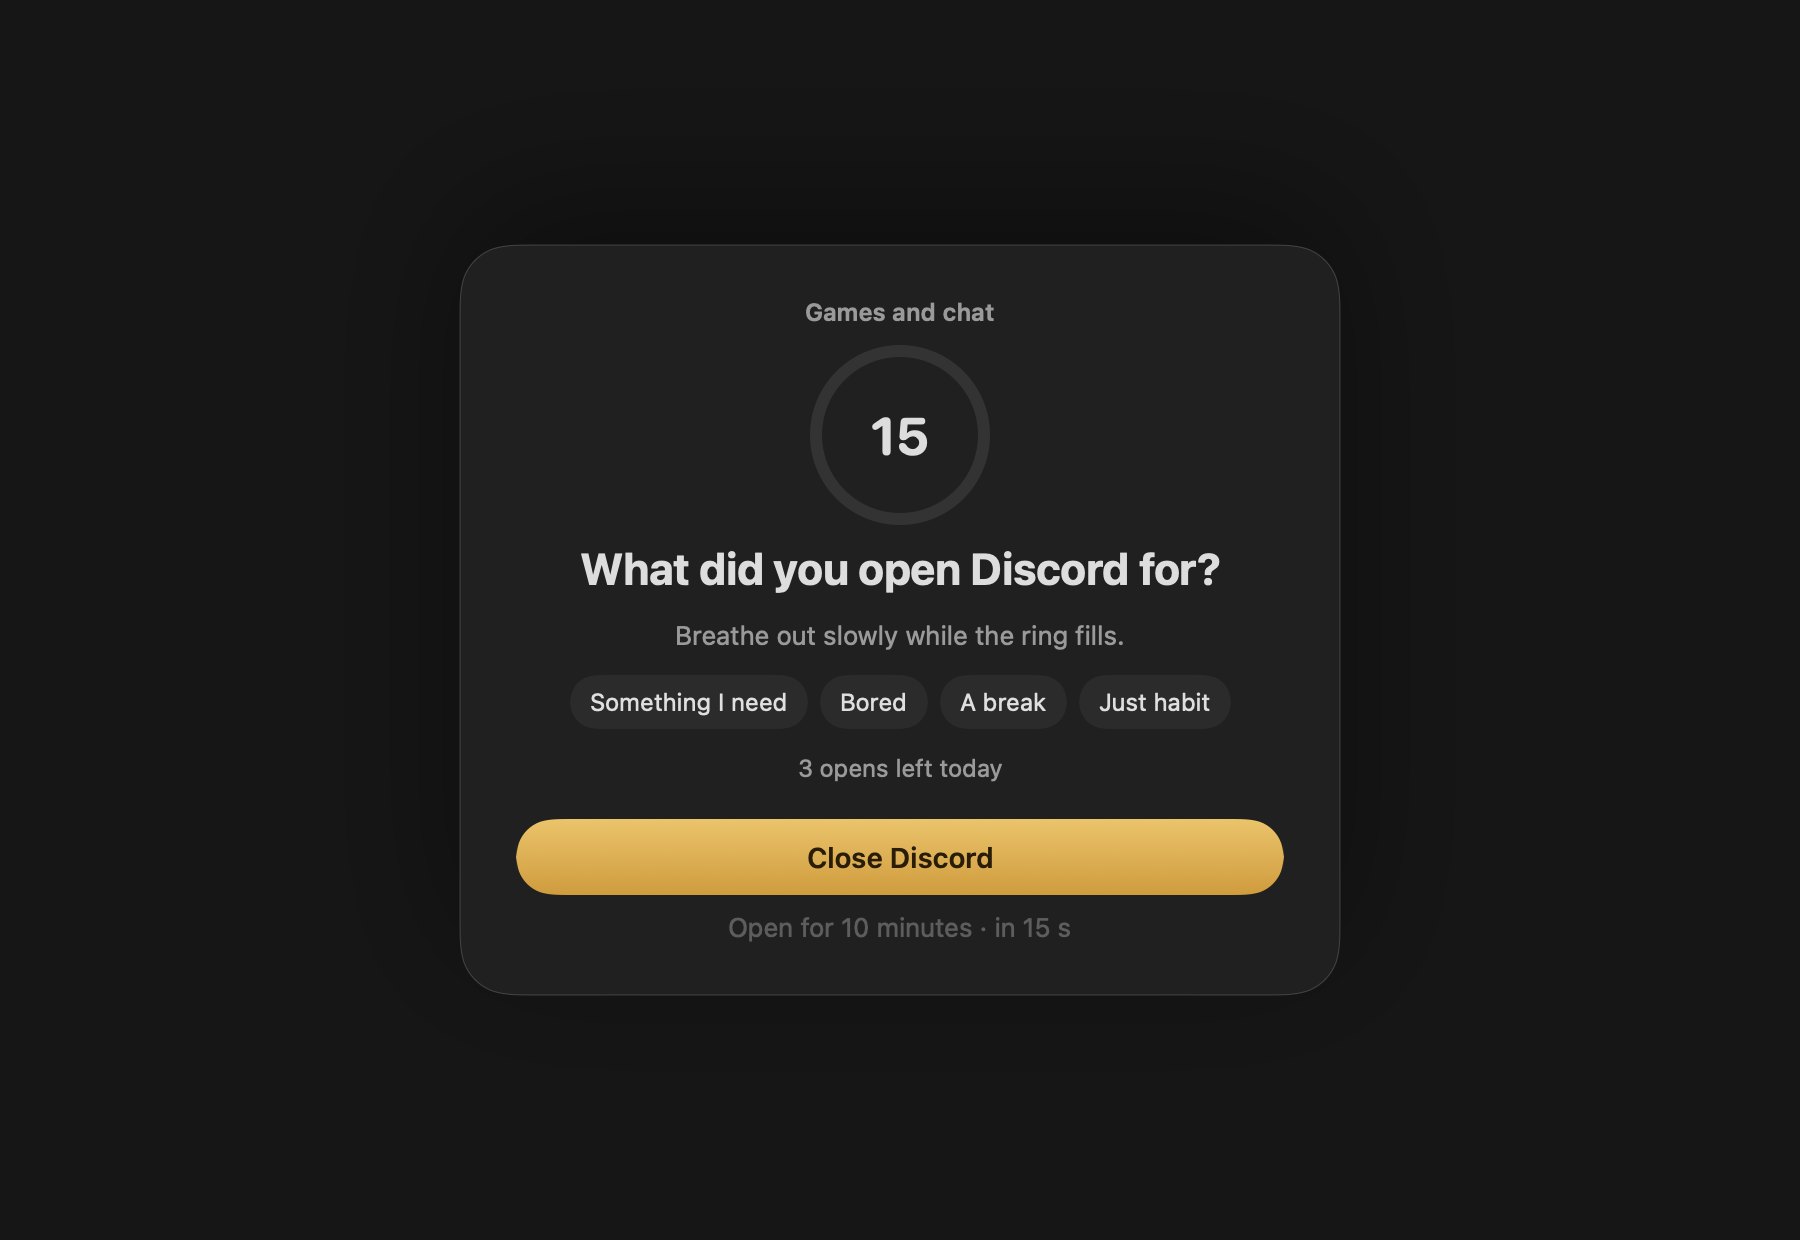 Games and chat
15
What did you open Discord for?
Breathe out slowly while the ring fills.
Something I need Bored A break Just habit
3 opens left today
Close Discord
Open for 10 minutes · in 15 s